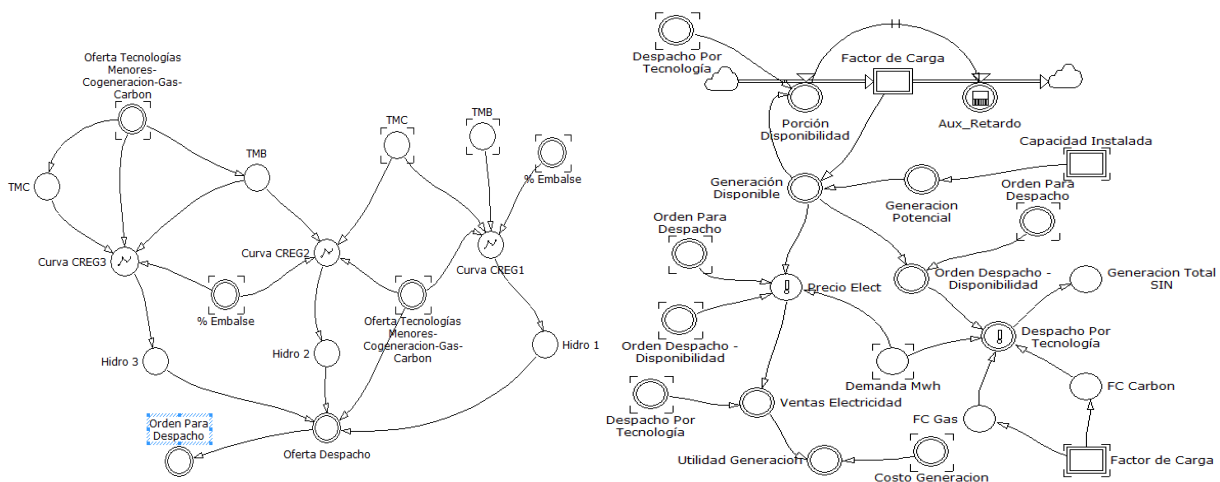 Oferta Tecnologías
Menores-
Cogeneracion-Gas-
Carbon
TMC
TMB
TMC
TMB
% Embalse
Curva CREG3
Curva CREG2
Curva CREG1
% Embalse
Oferta Tecnologías
Menores-
Cogeneracion-Gas-
Carbon
Hidro 3
Hidro 2
Hidro 1
Orden Para
Despacho
Oferta Despacho
Despacho Por
Tecnología
Factor de Carga
Porción
Disponibilidad
Aux_Retardo
Capacidad Instalada
Generación
Disponible
Generacion
Potencial
Orden Para
Despacho
Orden Para
Despacho
Precio Elect
Orden Despacho -
Disponibilidad
Generacion Total
SIN
Orden Despacho -
Disponibilidad
Despacho Por
Tecnología
Demanda Mwh
FC Carbon
Despacho Por
Tecnología
Ventas Electricidad
FC Gas
Utilidad Generacion
Costo Generacion
Factor de Carga